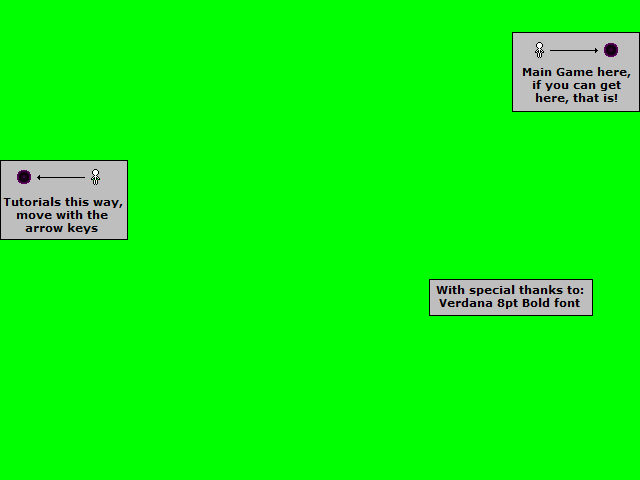 Main Game here,
if you can get
here, that is!
Tutorials this way,
move with the
arrow keys
With special thanks to:
Verdana 8pt Bold font